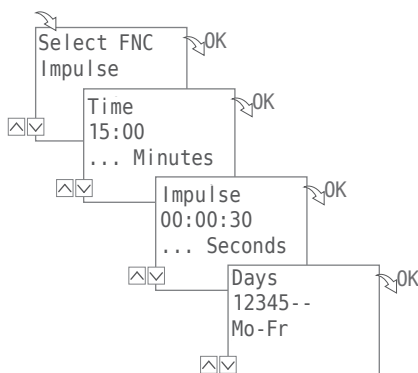 Select FNC
Impulse
OK
Time
15:00
... Minutes
OK
Impulse
00:00:30
... Seconds
OK
Days
12345--
Mo-Fr
OK